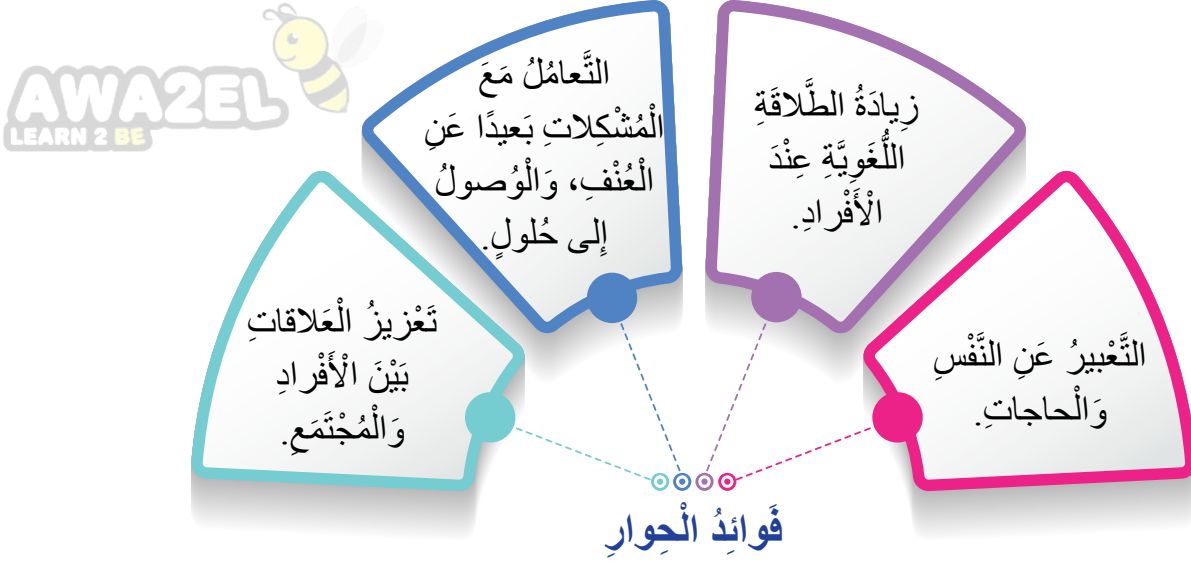 AWA2EL
LEARN 2 BE
التَّعْبيرُ عَنِ النَّفْسِ
وَالْحاجاتِ.
زِيادَةُ الطَّلاقَةِ
اللُّغَوِيَّةِ عِنْدَ
الْأَفْرادِ.
التَّعامُلُ مَعَ
الْمُشْكِلاتِ بَعيدًا عَنِ
الْعُنْفِ، وَالْوُصولُ
إِلى حُلولٍ.
تَعْزيزُ الْعَلاقاتِ
بَيْنَ الْأَفْرادِ
وَالْمُجْتَمَعِ.
فَوائِدُ الْحِوارِ